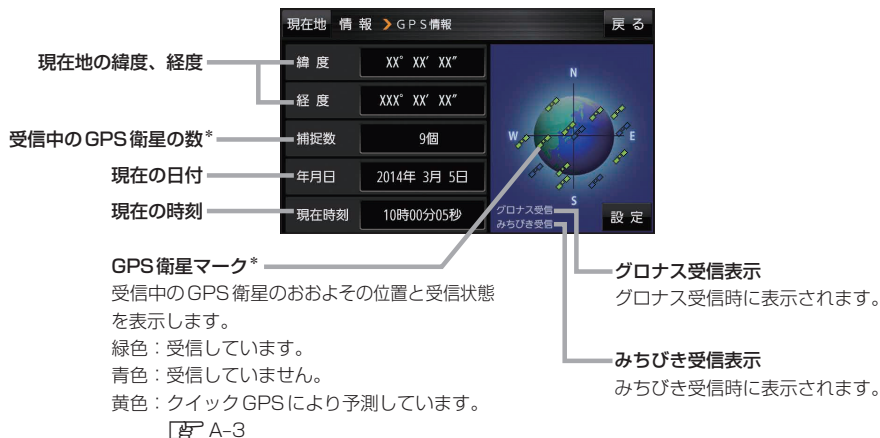 現在地 情報 GPS情報 戻る
現在地の緯度、経度
緯度 XX° XX′ XX″
経度 XXX° XX′ XX″
受信中のGPS衛星の数*
捕捉数 9個
現在の日付
年月日 2014年 3月 5日
現在の時刻
現在時刻 10時00分05秒
N
W
E
S
グロナス受信
みちびき受信
設定
GPS衛星マーク*
受信中のGPS衛星のおおよその位置と受信状態
を表示します。
緑色：受信しています。
青色：受信していません。
黄色：クイックGPSにより予測しています。
A-3
グロナス受信表示
グロナス受信時に表示されます。
みちびき受信表示
みちびき受信時に表示されます。